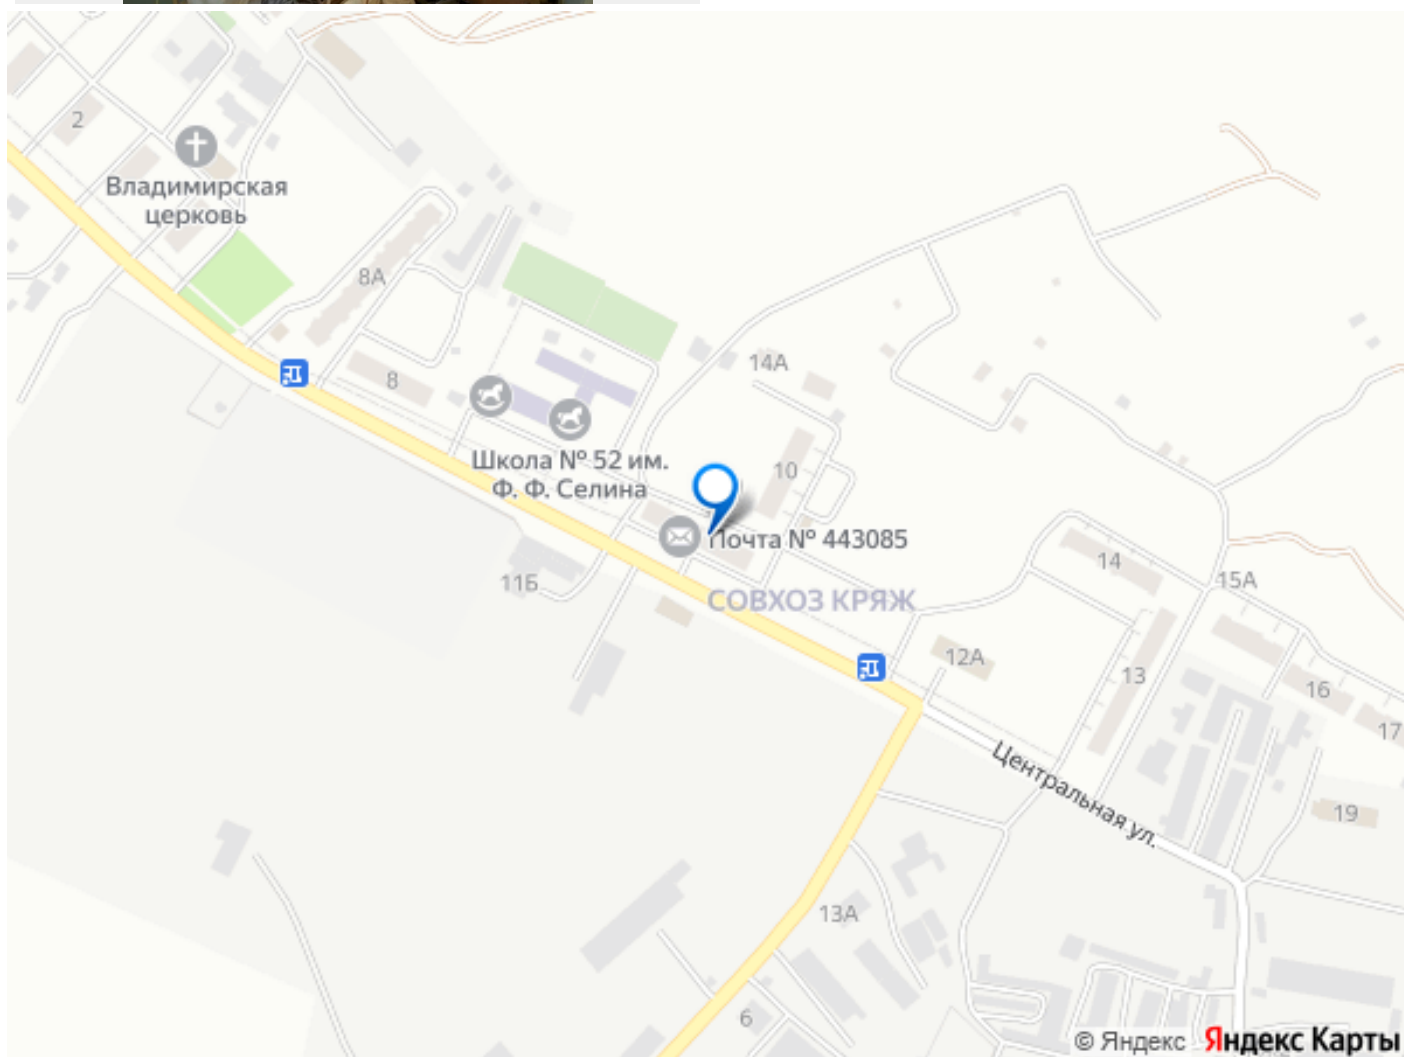 2
Владимирская
церковь
8А
8
14А
10
Школа № 52 им.
Ф. Ф. Селина
Почта № 443085
11Б
СОВХОЗ КРЯЖ
14
15А
12А
13
16
17
Центральная ул.
19
13А
6
© Яндекс Яндекс Карты